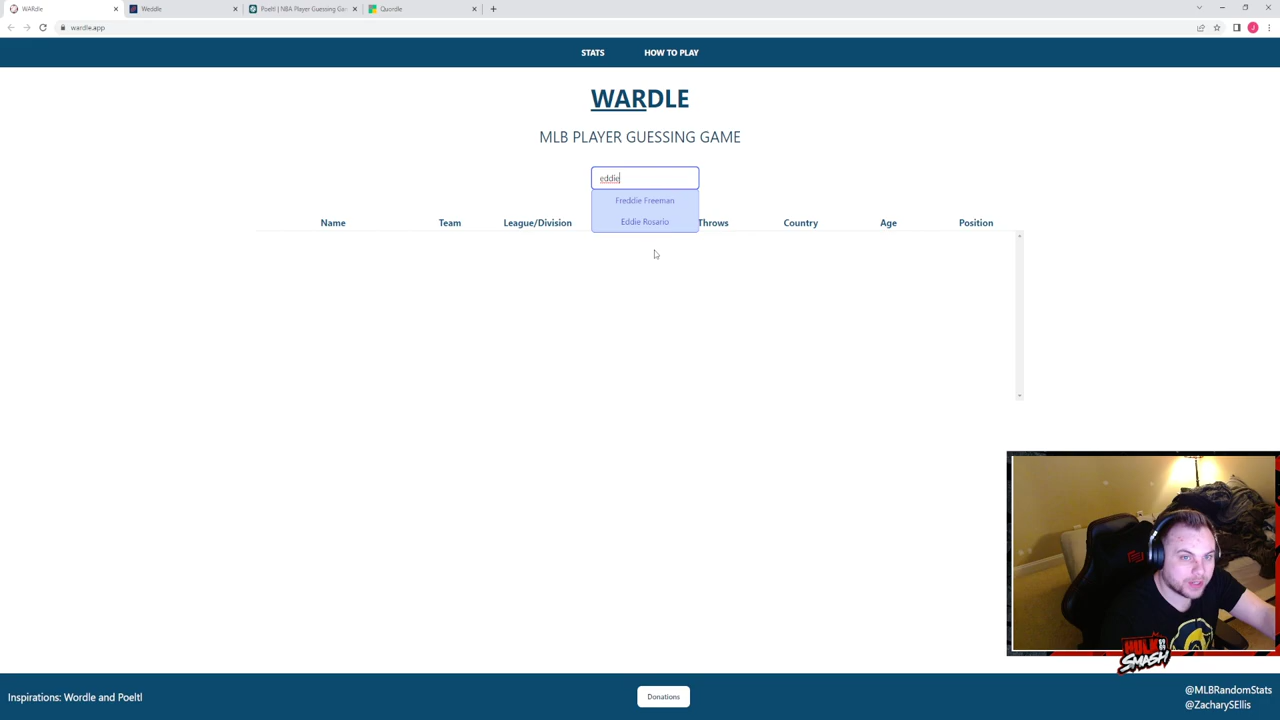 WARdle
Weddle
Poeltl | NBA Player Guessing Ga
Quordle
wardle.app
STATS
HOW TO PLAY
WARDLE
MLB PLAYER GUESSING GAME
eddie
Freddie Freeman
Eddie Rosario
Name
Team
League/Division
Throws
Country
Age
Position
HULK
SMASH
Inspirations: Wordle and Poeltl
Donations
@MLBRandomStats
@ZacharySEllis